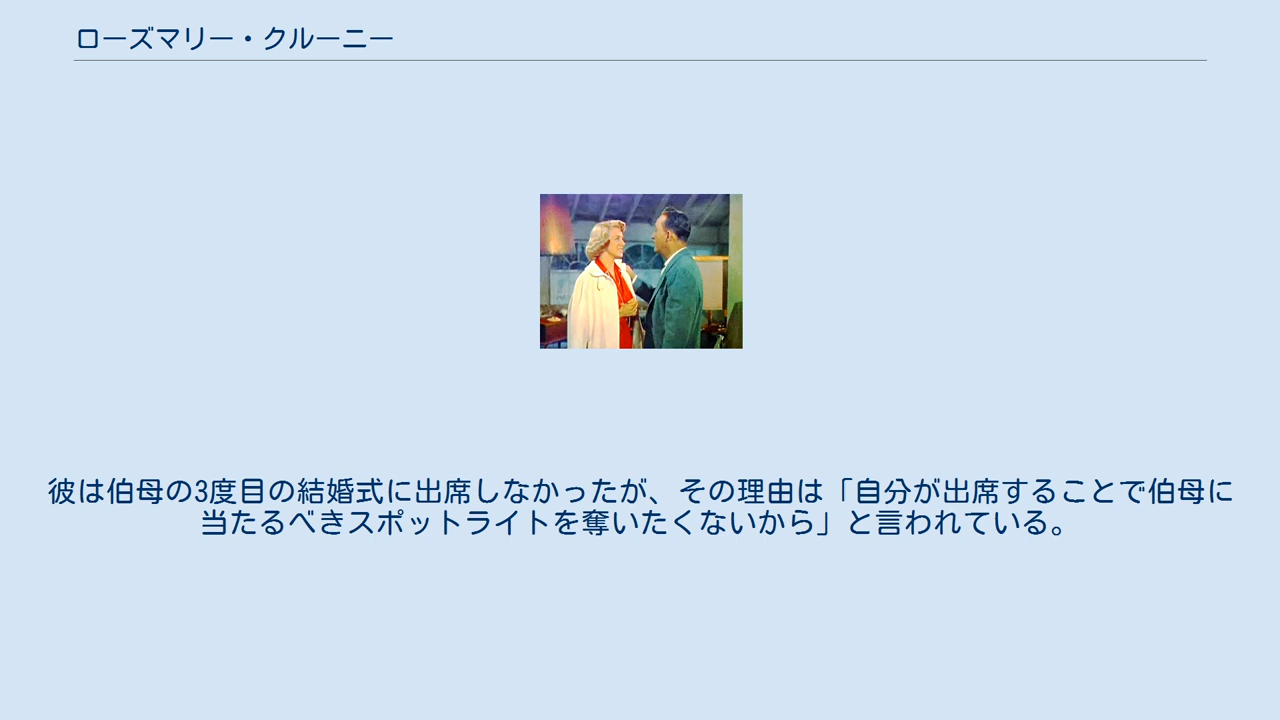 ローズマリー・クルーニー
彼は伯母の3度目の結婚式に出席しなかったが、その理由は「自分が出席することで伯母に
当たるべきスポットライトを奪いたくないから」と言われている。